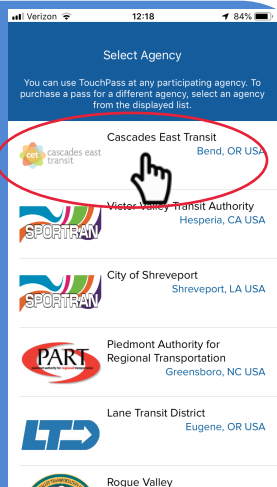 Verizon 12:18 84%
Select Agency
You can use TouchPass at any participating agency. To
purchase a pass for a different agency, select an agency
from the displayed list.
cet cascades east
transit
Cascades East Transit
Bend, OR USA
SPORTRAN
Victor Valley Transit Authority
Hesperia, CA USA
SPORTRAN
City of Shreveport
Shreveport, LA USA
PART
Piedmont Authority for
Regional Transportation
Greensboro, NC USA
LTD
Lane Transit District
Eugene, OR USA
Rogue Valley